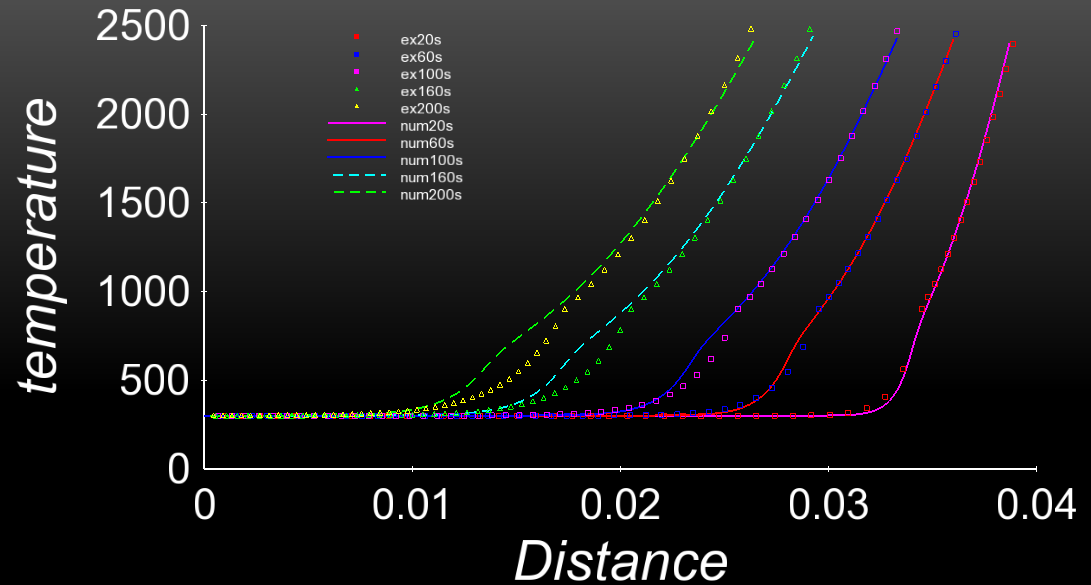 2500
2000
1500
1000
500
0
temperature
ex20s
ex60s
ex100s
ex160s
ex200s
num20s
num60s
num100s
num160s
num200s
0
0.01
0.02
0.03
0.04
Distance